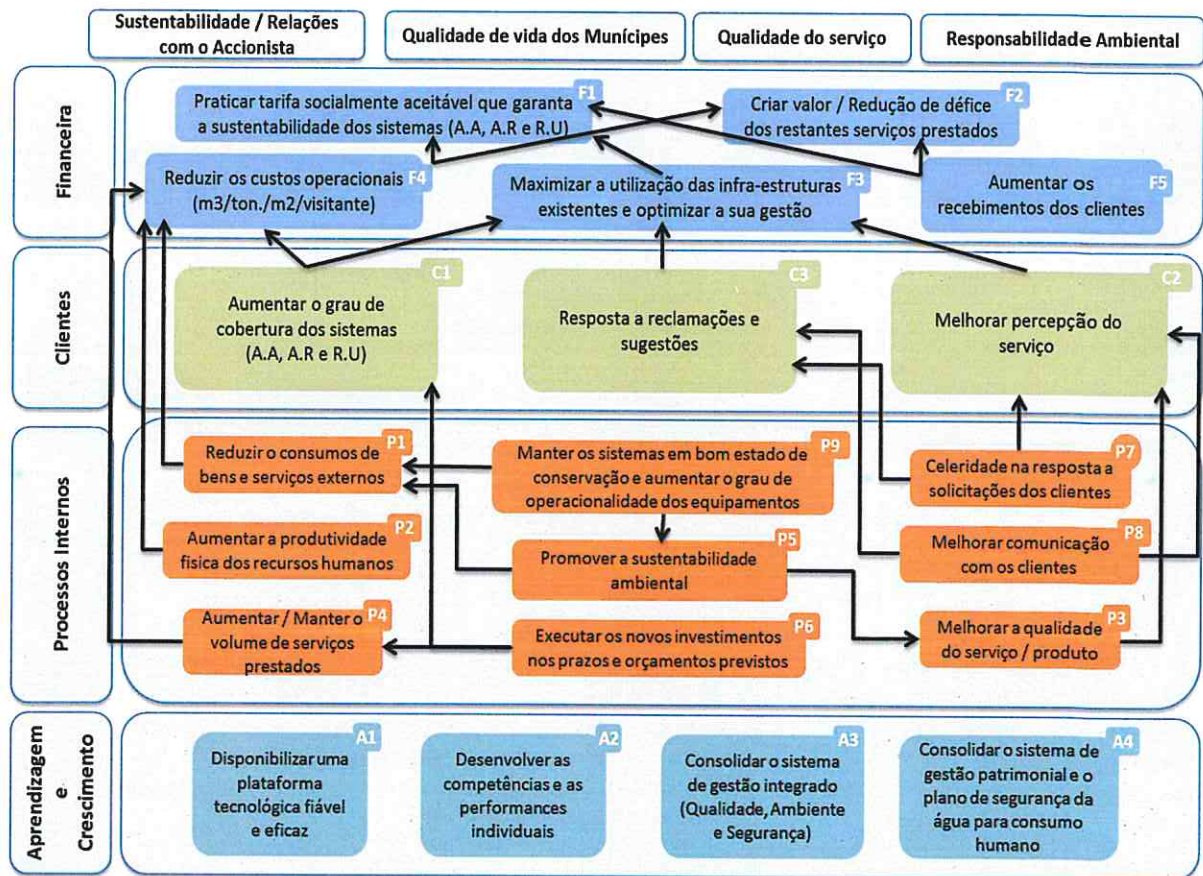 Sustentabilidade / Relações
com o Accionista
Qualidade de vida dos Munícipes
Qualidade do serviço
Responsabilidade Ambiental
Financeira
F1
Praticar tarifa socialmente aceitável que garanta
a sustentabilidade dos sistemas (A.A, A.R e R.U)
F2
Criar valor / Redução de défice
dos restantes serviços prestados
F4
Reduzir os custos operacionais
(m3/ton./m2/visitante)
F3
Maximizar a utilização das infra-estruturas
existentes e optimizar a sua gestão
F5
Aumentar os
recebimentos dos clientes
Clientes
C1
Aumentar o grau de
cobertura dos sistemas
(A.A, A.R e R.U)
C3
Resposta a reclamações e
sugestões
C2
Melhorar percepção do
serviço
Processos Internos
P1
Reduzir o consumos de
bens e serviços externos
P9
Manter os sistemas em bom estado de
conservação e aumentar o grau de
operacionalidade dos equipamentos
P7
Celeridade na resposta a
solicitações dos clientes
P2
Aumentar a produtividade
física dos recursos humanos
P5
Promover a sustentabilidade
ambiental
P8
Melhorar comunicação
com os clientes
P4
Aumentar / Manter o
volume de serviços
prestados
P6
Executar os novos investimentos
nos prazos e orçamentos previstos
P3
Melhorar a qualidade
do serviço / produto
Aprendizagem
e
Crescimento
A1
Disponibilizar uma
plataforma
tecnológica fiável
e eficaz
A2
Desenvolver as
competências e as
performances
individuais
A3
Consolidar o sistema
de gestão integrado
(Qualidade, Ambiente
e Segurança)
A4
Consolidar o sistema de
gestão patrimonial e o
plano de segurança da
água para consumo
humano